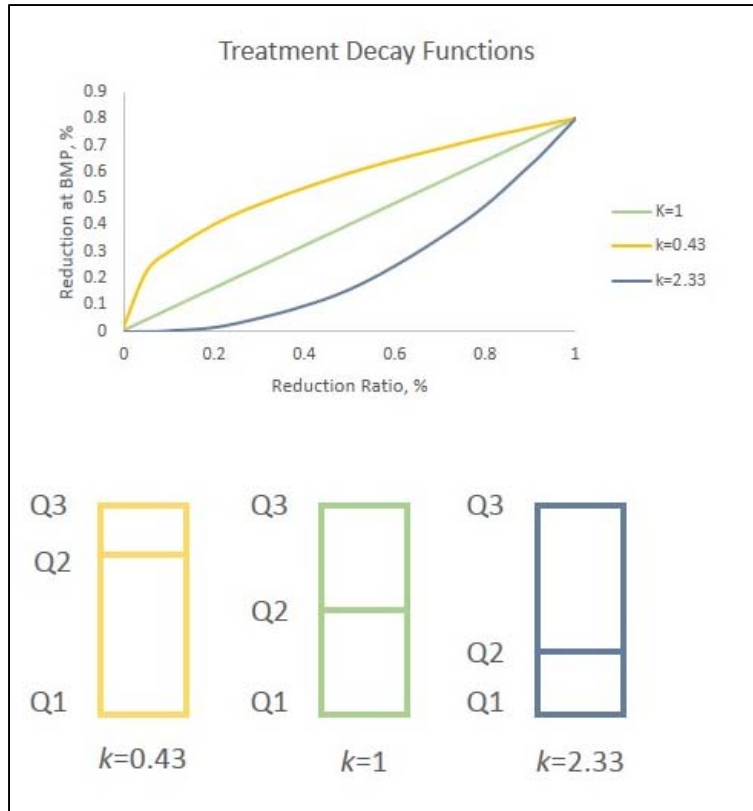 Treatment Decay Functions
Reduction at BMP, %
0.9
0.8
0.7
0.6
0.5
0.4
0.3
0.2
0.1
0
0 0.2 0.4 0.6 0.8 1
Reduction Ratio, %
K=1
k=0.43
k=2.33
Q3 Q3 Q3
Q2
Q2
Q2
Q1 Q1 Q1
k=0.43 k=1 k=2.33